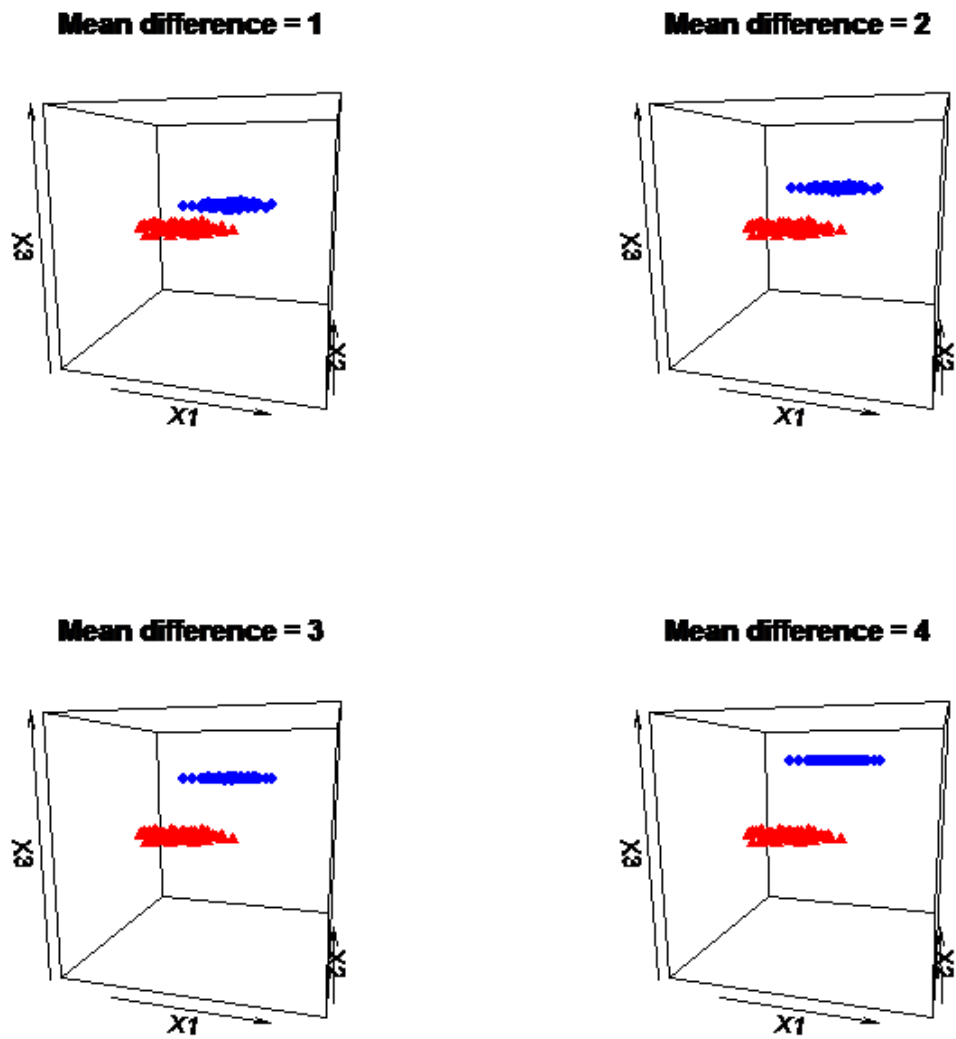 Mean difference = 1
Mean difference = 2
X3
X2
X1
X3
X2
X1
Mean difference = 3
Mean difference = 4
X3
X2
X1
X3
X2
X1